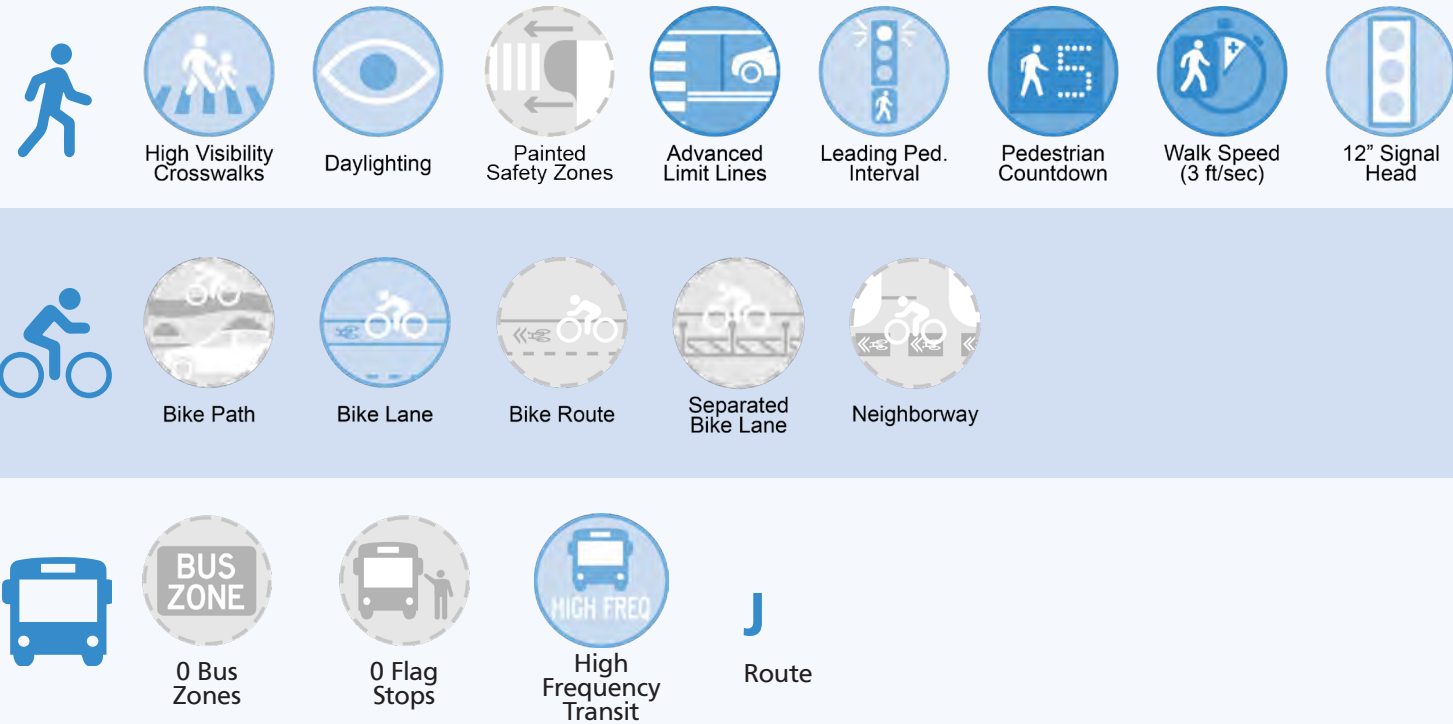 5
High Visibility
Crosswalks
Daylighting
Painted
Safety Zones
Advanced
Limit Lines
Leading Ped.
Interval
Pedestrian
Countdown
Walk Speed
(3 ft/sec)
12” Signal
Head
Bike Path
Bike Lane
Bike Route
Separated
Bike Lane
Neighborway
BUS
ZONE
0 Bus
Zones
0 Flag
Stops
HIGH FREQ
High
Frequency
Transit
J
Route